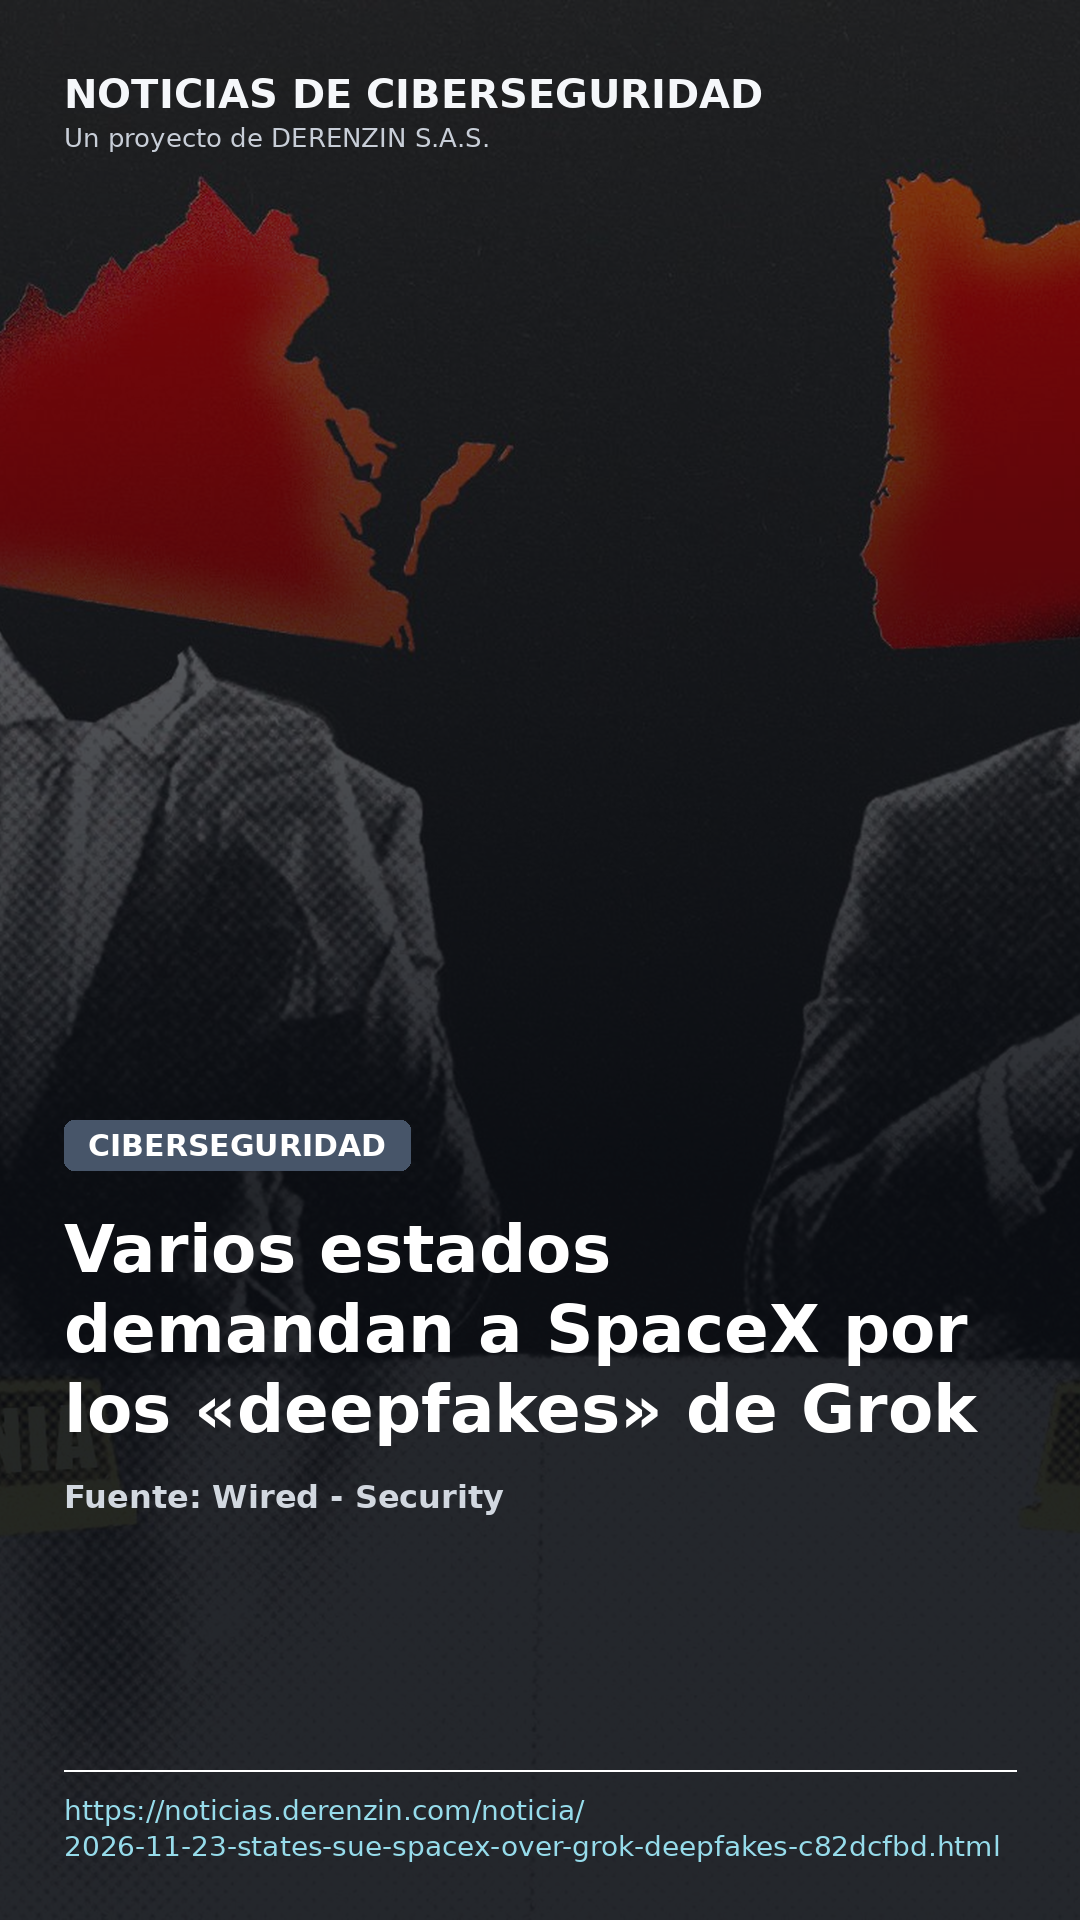 NOTICIAS DE CIBERSEGURIDAD
Un proyecto de DERENZIN S.A.S.
CIBERSEGURIDAD
Varios estados
demandan a SpaceX por
los «deepfakes» de Grok
Fuente: Wired - Security
https://noticias.derenzin.com/noticia/
2026-11-23-states-sue-spacex-over-grok-deepfakes-c82dcfbd.html